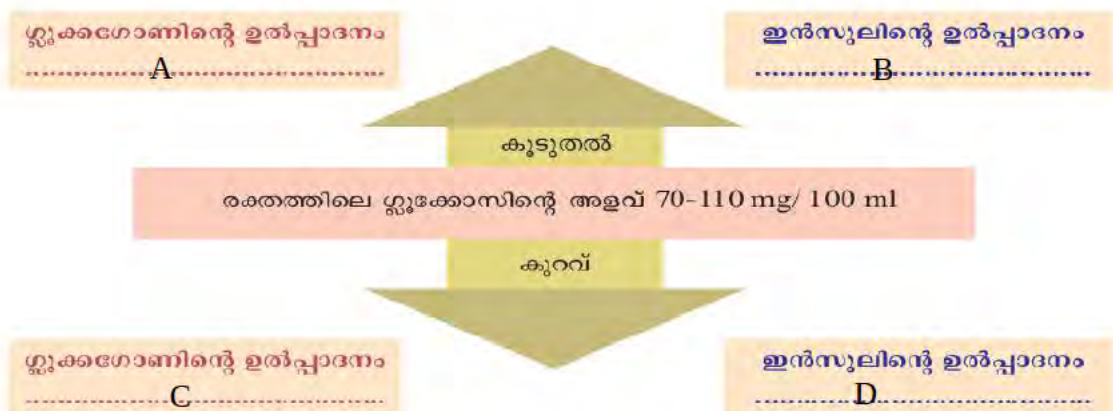 ഗ്ലൂക്കഗോണിന്റെ ഉൽപ്പാദനം
A
ഇൻസുലിന്റെ ഉൽപ്പാദനം
B
കൂടുതൽ
രക്തത്തിലെ ഗ്ലൂക്കോസിന്റെ അളവ് 70-110 mg/ 100 ml
കുറവ്
ഗ്ലൂക്കഗോണിന്റെ ഉൽപ്പാദനം
C
ഇൻസുലിന്റെ ഉൽപ്പാദനം
D